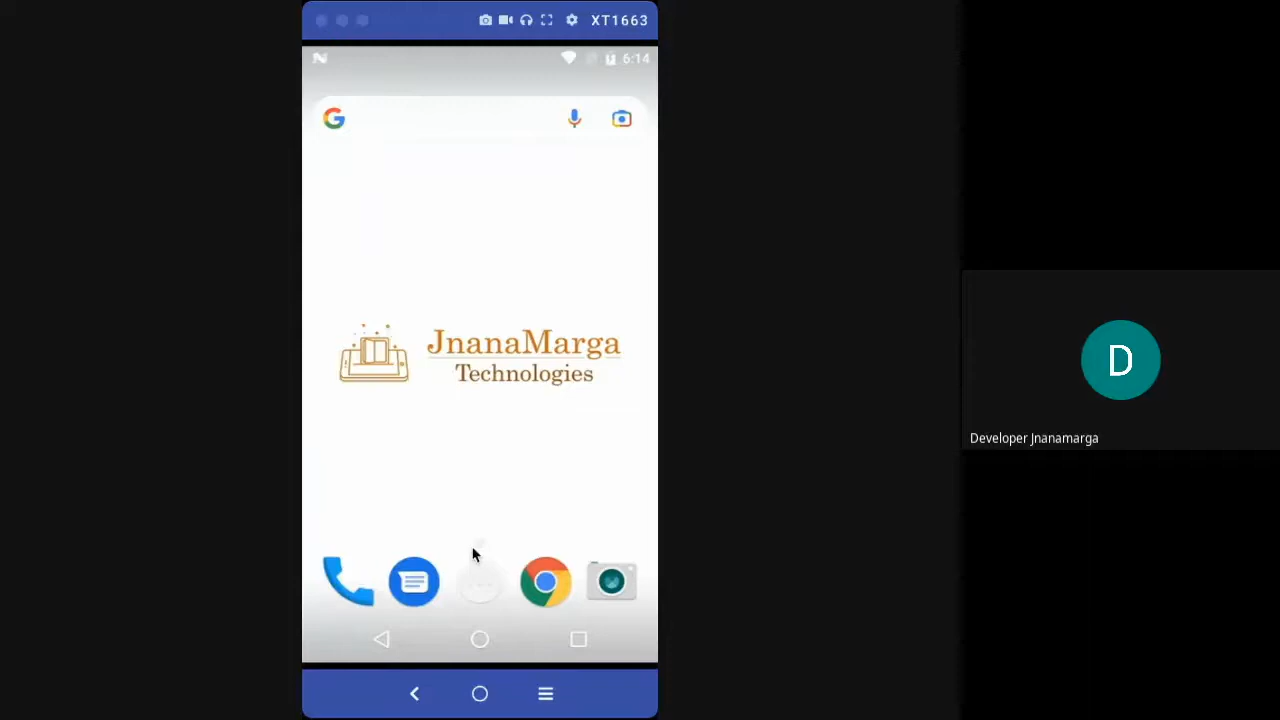 XT1663
6:14
JnanaMarga
Technologies
D
Developer Jnanamarga